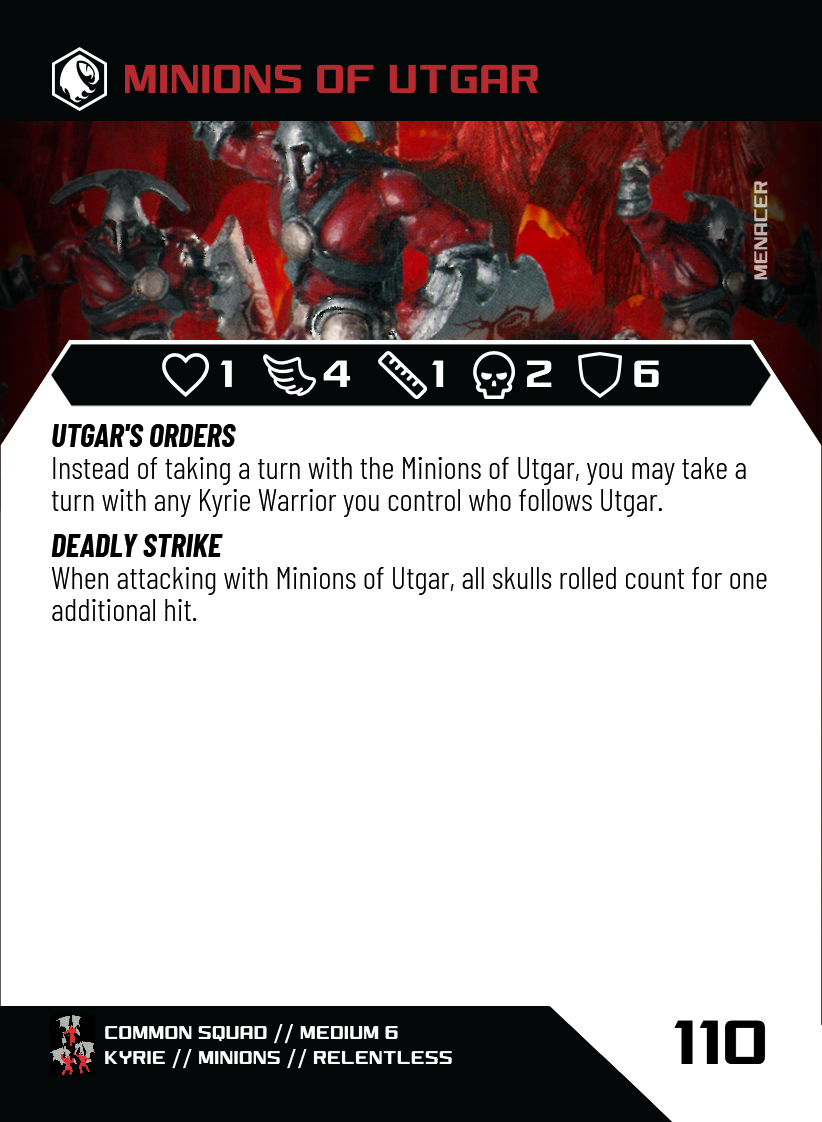 MINIONS OF UTGAR
MENACER
1 4 1 2 6
UTGAR'S ORDERS
Instead of taking a turn with the Minions of Utgar, you may take a
turn with any Kyrie Warrior you control who follows Utgar.
DEADLY STRIKE
When attacking with Minions of Utgar, all skulls rolled count for one
additional hit.
COMMON SQUAD // MEDIUM 6
KYRIE // MINIONS // RELENTLESS
110